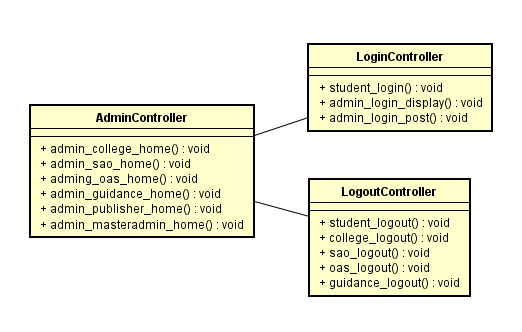 LoginController
+ student_login() : void
+ admin_login_display() : void
+ admin_login_post() : void
AdminController
+ admin_college_home() : void
+ admin_sao_home() : void
+ adming_oas_home() : void
+ admin_guidance_home() : void
+ admin_publisher_home() : void
+ admin_masteradmin_home() : void
LogoutController
+ student_logout() : void
+ college_logout() : void
+ sao_logout() : void
+ oas_logout() : void
+ guidance_logout() : void